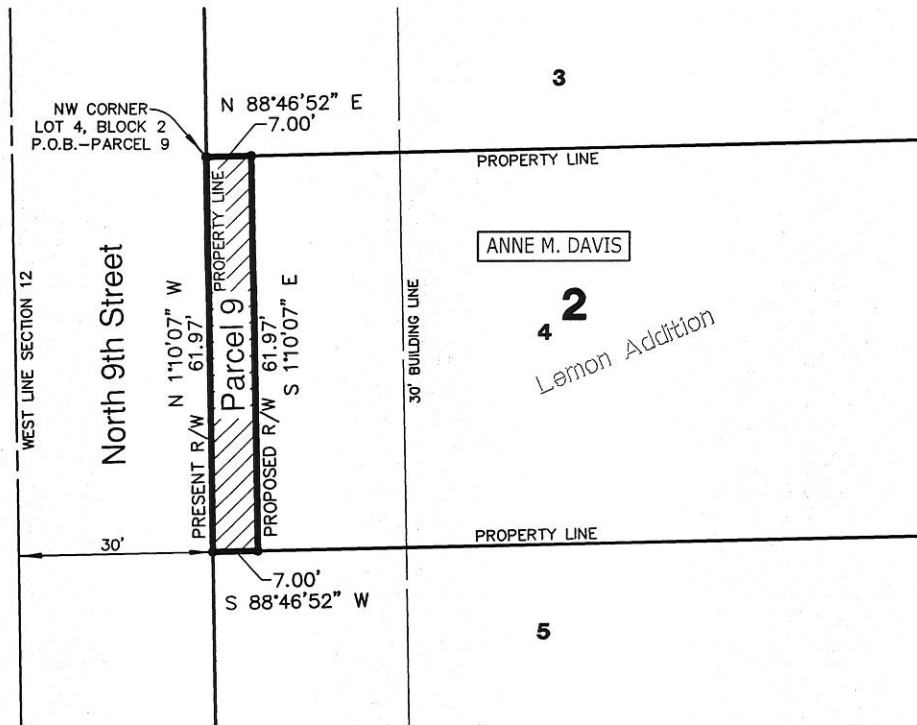 3
NW CORNER
LOT 4, BLOCK 2
P.O.B.-PARCEL 9
N 88°46'52" E
7.00'
PROPERTY LINE
PROPERTY LINE
ANNE M. DAVIS
2
4
Lemon Addition
WEST LINE SECTION 12
North 9th Street
N 1°10'07" W
61.97'
PRESENT R/W
Parcel 9
PROPOSED R/W
61.97'
S 1°10'07" E
30' BUILDING LINE
30'
PROPERTY LINE
7.00'
S 88°46'52" W
5